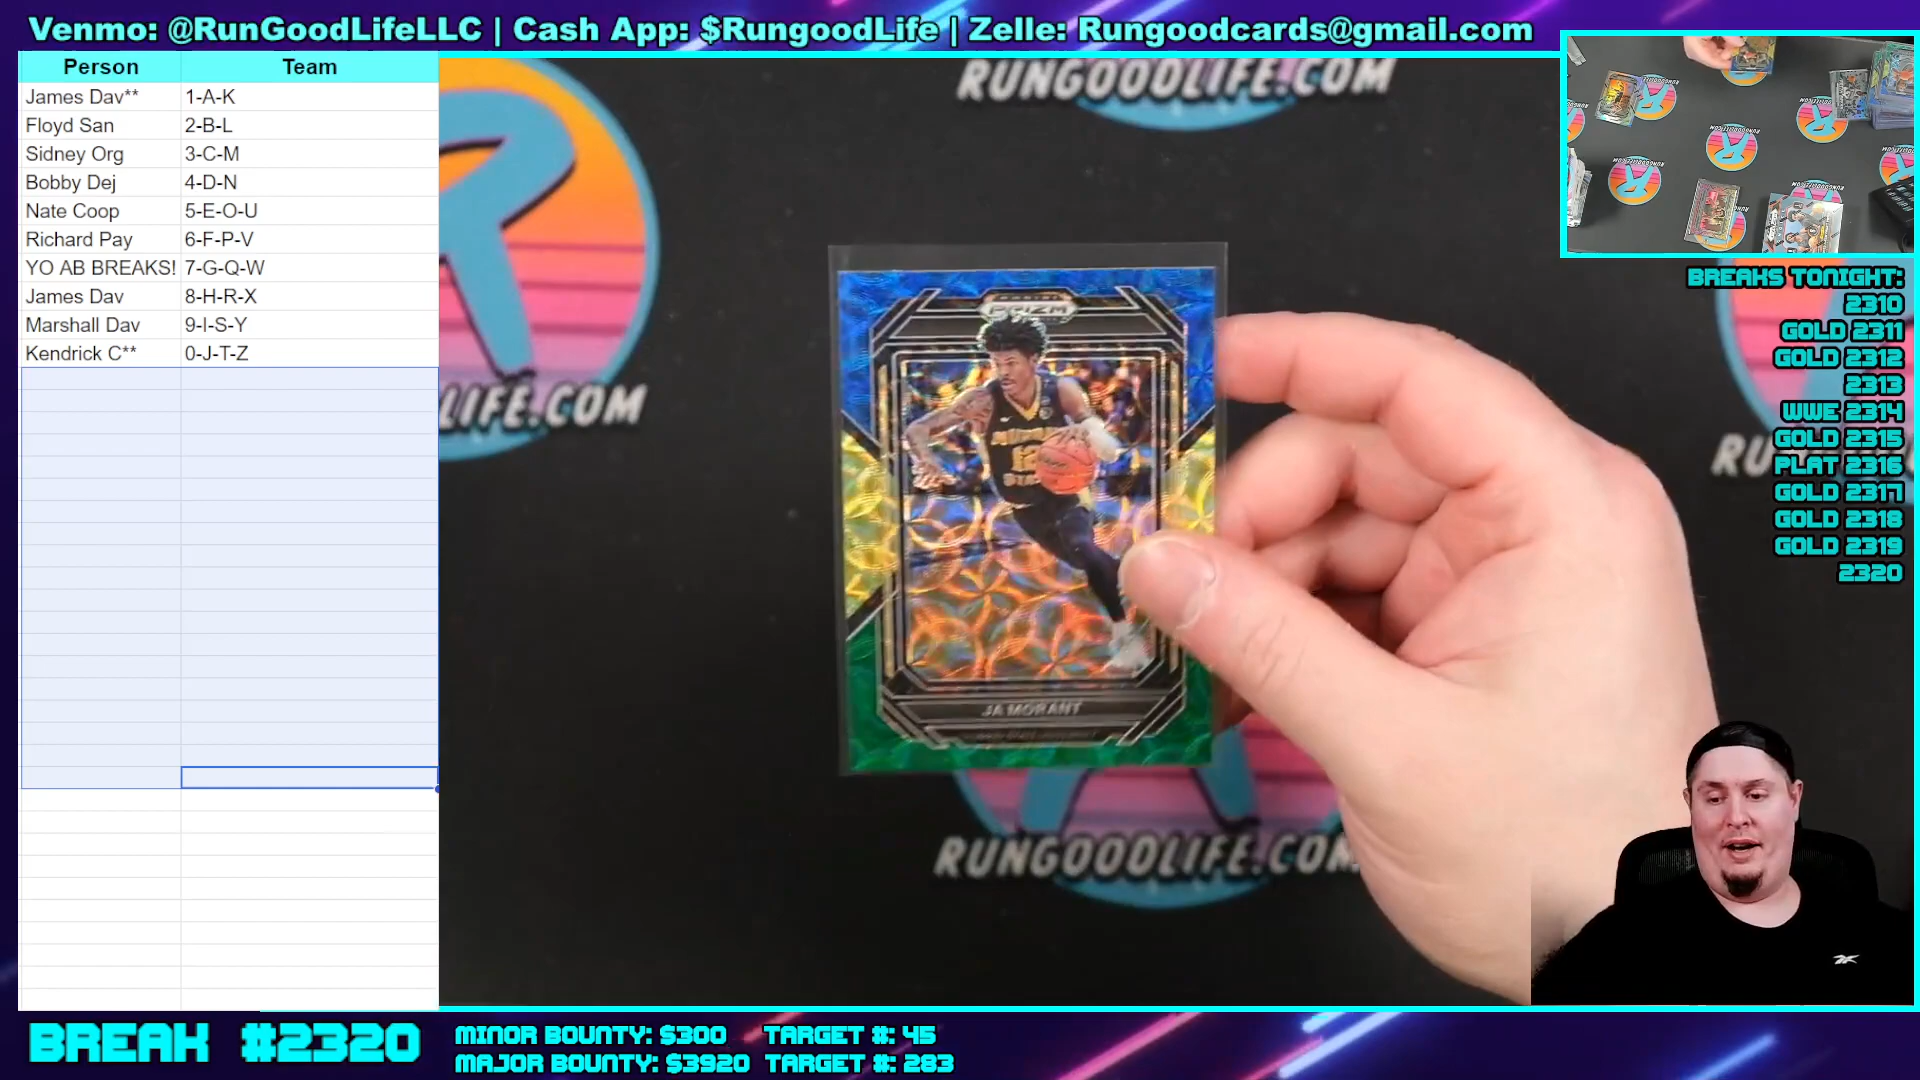 Venmo: @RunGoodLifeLLC | Cash App: $RungoodLife | Zelle: Rungoodcards@gmail.com
Person Team
James Dav** 1-A-K
Floyd San 2-B-L
Sidney Org 3-C-M
Bobby Dej 4-D-N
Nate Coop 5-E-O-U
Richard Pay 6-F-P-V
YO AB BREAKS! 7-G-Q-W
James Dav 8-H-R-X
Marshall Dav 9-I-S-Y
Kendrick C** 0-J-T-Z
RUNGOODLIFE.COM
LIFE.COM
PRIZM
12
JA MORANT
RUNGOODLIFE.COM
BREAKS TONIGHT:
2310
GOLD 2311
GOLD 2312
2313
WWE 2314
GOLD 2315
PLAT 2316
GOLD 2317
GOLD 2318
GOLD 2319
2320
BREAK #2320
MINOR BOUNTY: $300 TARGET #: 45
MAJOR BOUNTY: $3920 TARGET #: 283